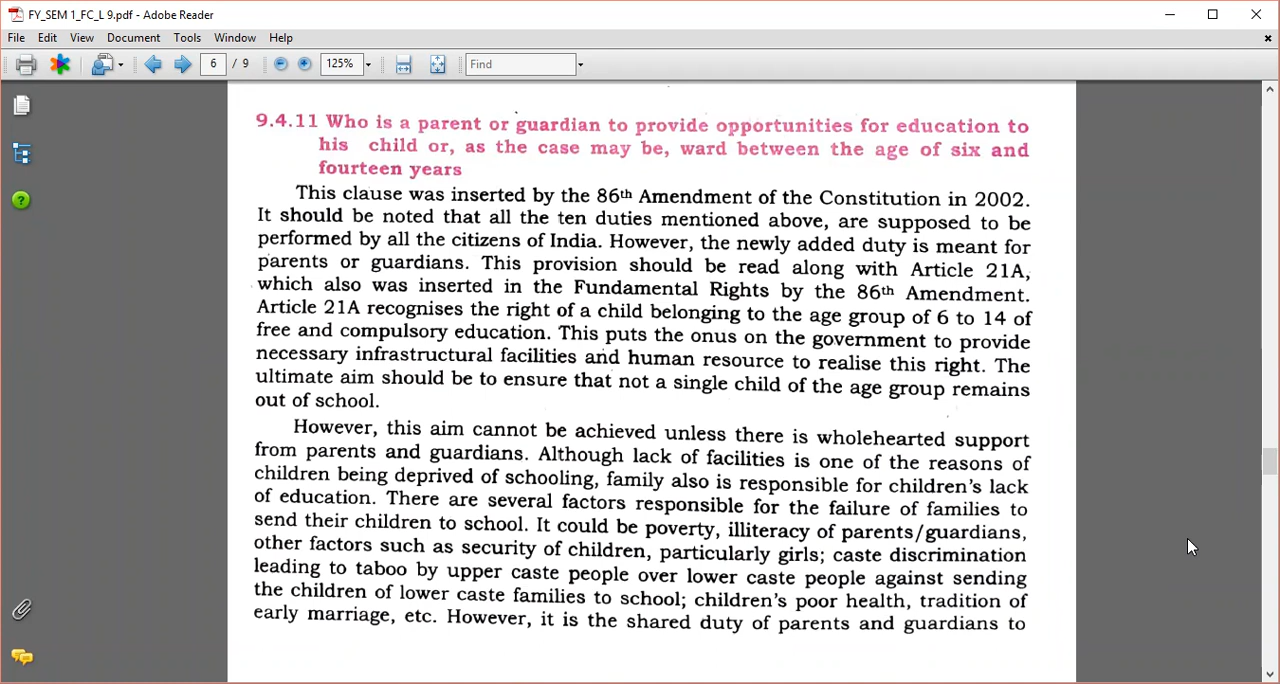 FY_SEM 1_FC_L 9.pdf - Adobe Reader
File Edit View Document Tools Window Help
6 / 9 125% Find
9.4.11 Who is a parent or guardian to provide opportunities for education to
his child or, as the case may be, ward between the age of six and
fourteen years
This clause was inserted by the 86th Amendment of the Constitution in 2002.
It should be noted that all the ten duties mentioned above, are supposed to be
performed by all the citizens of India. However, the newly added duty is meant for
parents or guardians. This provision should be read along with Article 21A,
which also was inserted in the Fundamental Rights by the 86th Amendment.
Article 21A recognises the right of a child belonging to the age group of 6 to 14 of
free and compulsory education. This puts the onus on the government to provide
necessary infrastructural facilities and human resource to realise this right. The
ultimate aim should be to ensure that not a single child of the age group remains
out of school.
However, this aim cannot be achieved unless there is wholehearted support
from parents and guardians. Although lack of facilities is one of the reasons of
children being deprived of schooling, family also is responsible for children's lack
of education. There are several factors responsible for the failure of families to
send their children to school. It could be poverty, illiteracy of parents/guardians,
other factors such as security of children, particularly girls; caste discrimination
leading to taboo by upper caste people over lower caste people against sending
the children of lower caste families to school; children's poor health, tradition of
early marriage, etc. However, it is the shared duty of parents and guardians to